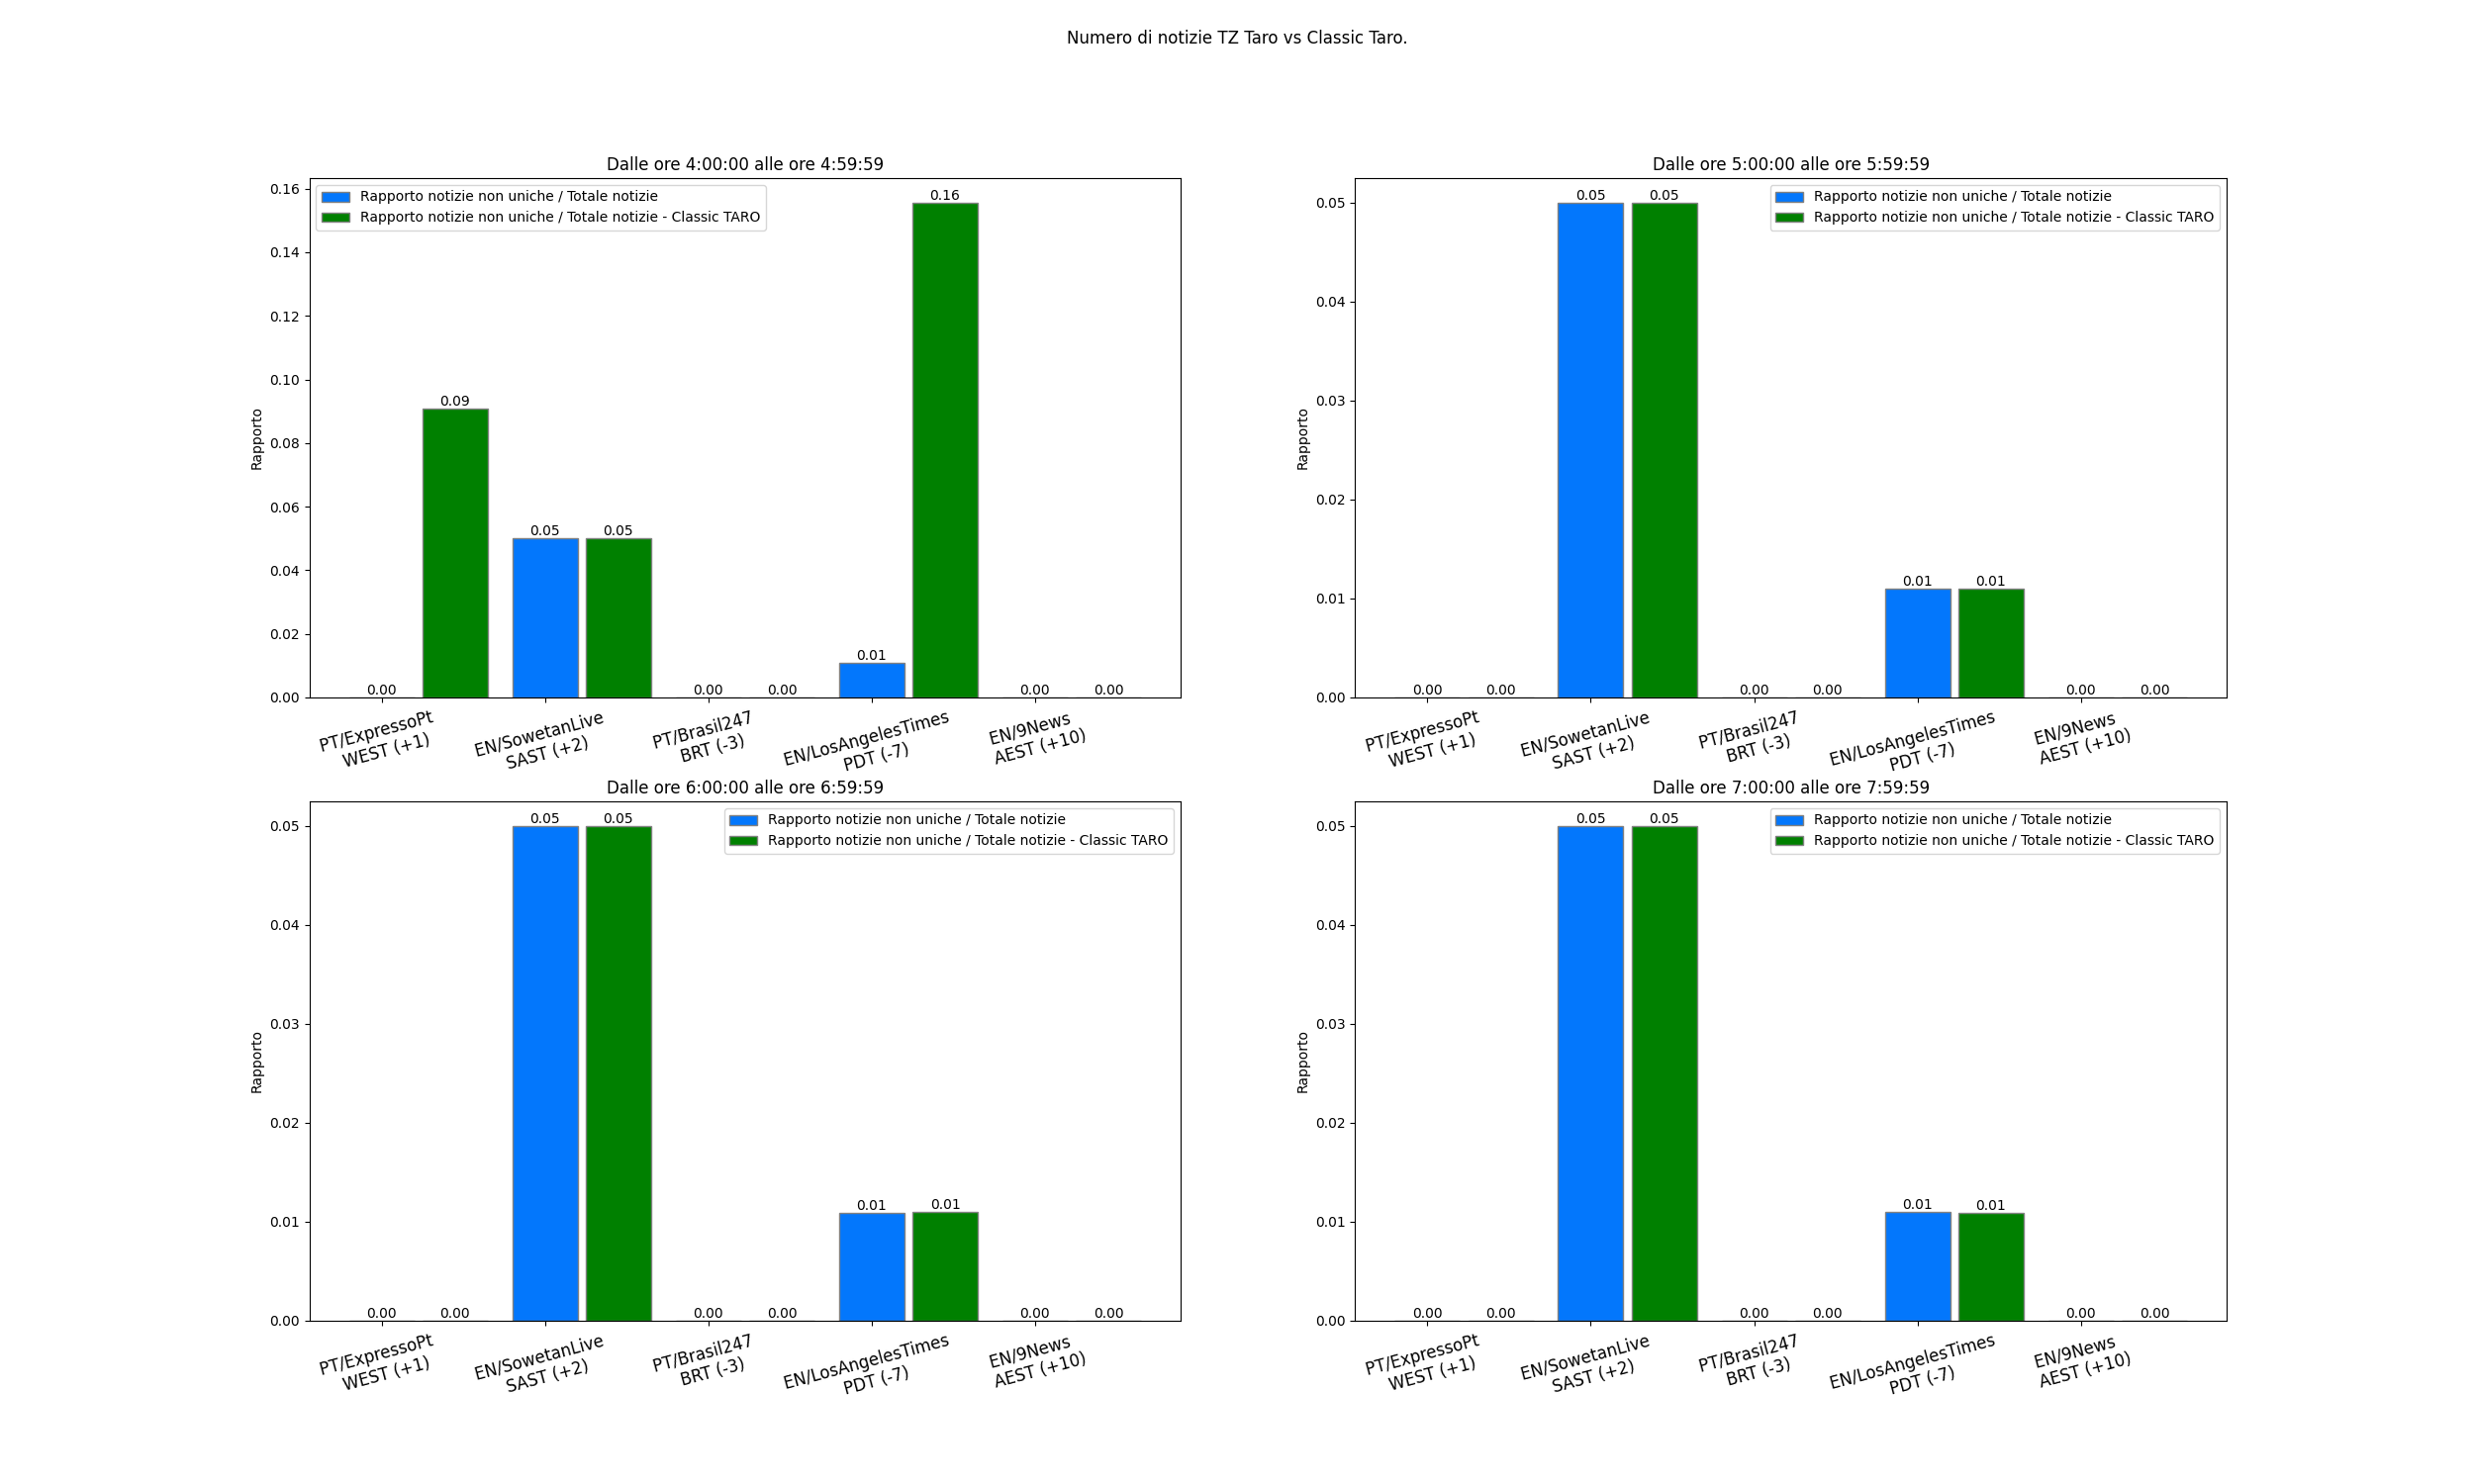 Numero di notizie TZ Taro vs Classic Taro.
Dalle ore 4:00:00 alle ore 4:59:59
Rapporto notizie non uniche / Totale notizie
Rapporto notizie non uniche / Totale notizie - Classic TARO
Rapporto
0.16
0.14
0.12
0.10
0.08
0.06
0.04
0.02
0.00
0.00
0.09
0.05
0.05
0.00
0.00
0.01
0.16
0.00
0.00
PT/ExpressoPt
WEST (+1)
EN/SowetanLive
SAST (+2)
PT/Brasil247
BRT (-3)
EN/LosAngelesTimes
PDT (-7)
EN/9News
AEST (+10)
Dalle ore 5:00:00 alle ore 5:59:59
Rapporto notizie non uniche / Totale notizie
Rapporto notizie non uniche / Totale notizie - Classic TARO
Rapporto
0.05
0.04
0.03
0.02
0.01
0.00
0.00
0.00
0.05
0.05
0.00
0.00
0.01
0.01
0.00
0.00
PT/ExpressoPt
WEST (+1)
EN/SowetanLive
SAST (+2)
PT/Brasil247
BRT (-3)
EN/LosAngelesTimes
PDT (-7)
EN/9News
AEST (+10)
Dalle ore 6:00:00 alle ore 6:59:59
Rapporto notizie non uniche / Totale notizie
Rapporto notizie non uniche / Totale notizie - Classic TARO
Rapporto
0.05
0.04
0.03
0.02
0.01
0.00
0.00
0.00
0.05
0.05
0.00
0.00
0.01
0.01
0.00
0.00
PT/ExpressoPt
WEST (+1)
EN/SowetanLive
SAST (+2)
PT/Brasil247
BRT (-3)
EN/LosAngelesTimes
PDT (-7)
EN/9News
AEST (+10)
Dalle ore 7:00:00 alle ore 7:59:59
Rapporto notizie non uniche / Totale notizie
Rapporto notizie non uniche / Totale notizie - Classic TARO
Rapporto
0.05
0.04
0.03
0.02
0.01
0.00
0.00
0.00
0.05
0.05
0.00
0.00
0.01
0.01
0.00
0.00
PT/ExpressoPt
WEST (+1)
EN/SowetanLive
SAST (+2)
PT/Brasil247
BRT (-3)
EN/LosAngelesTimes
PDT (-7)
EN/9News
AEST (+10)